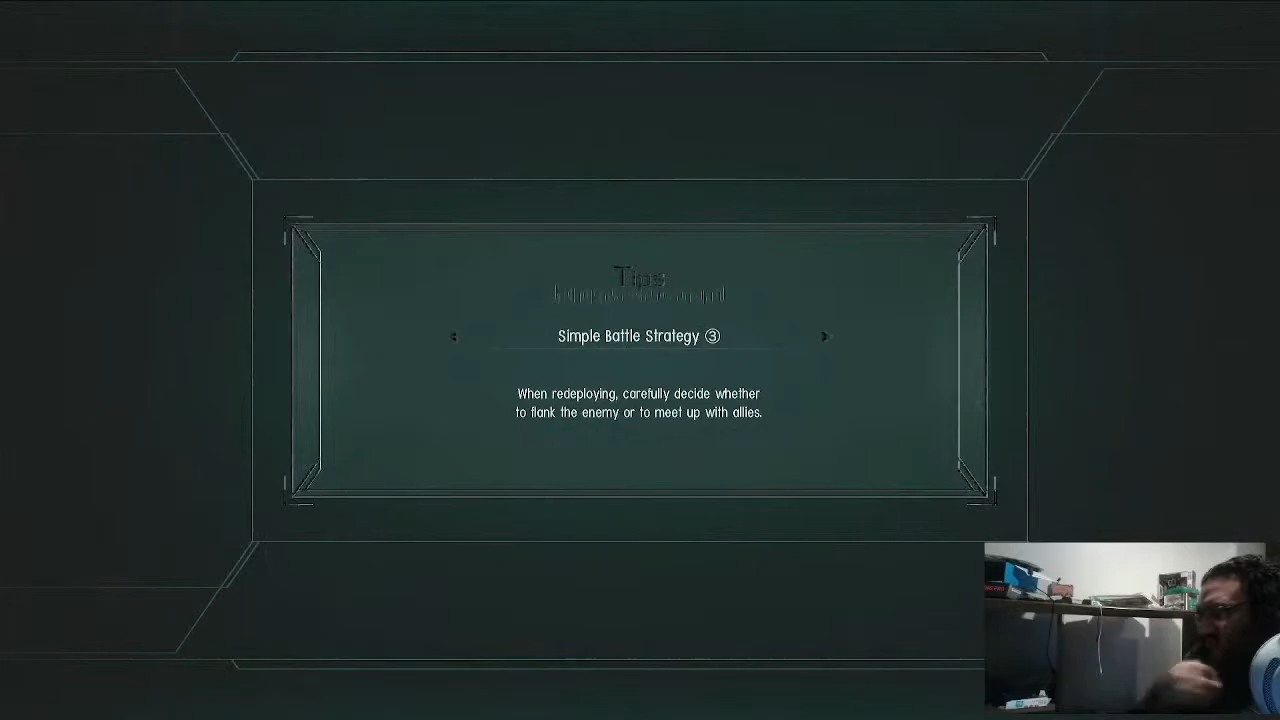 Tips
Simple Battle Strategy ③
When redeploying, carefully decide whether
to flank the enemy or to meet up with allies.